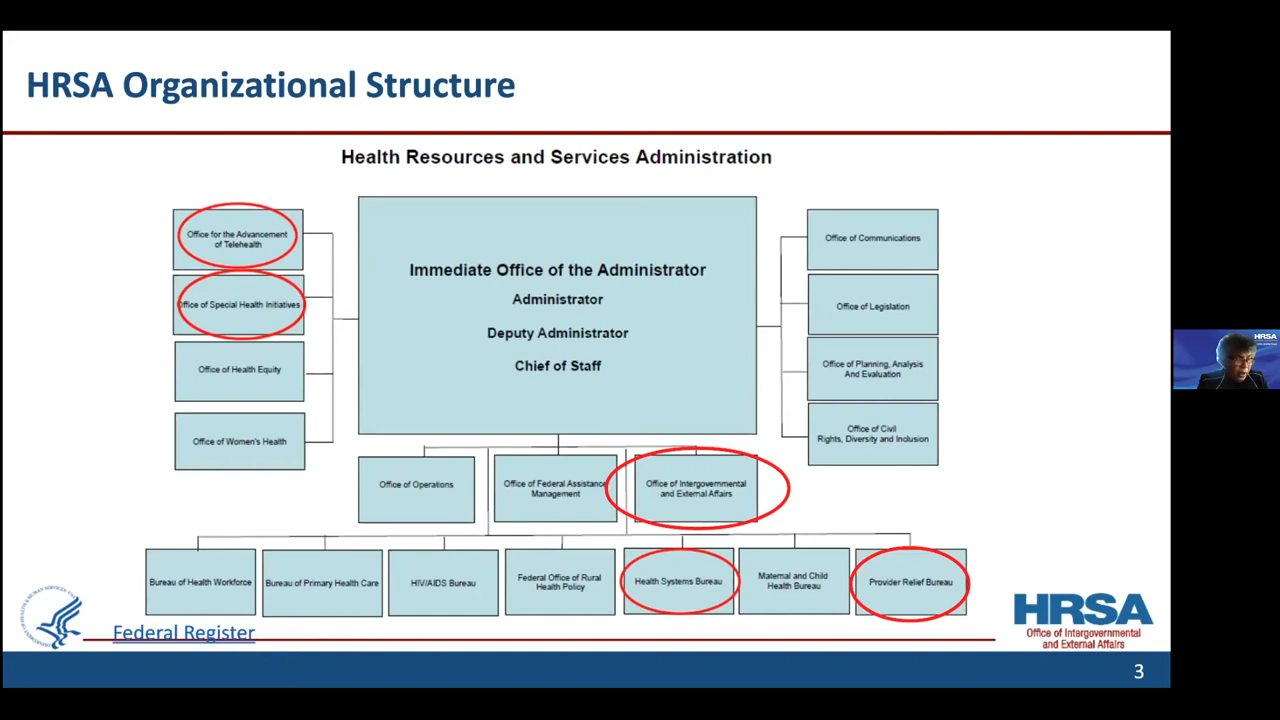 HRSA Organizational Structure
Health Resources and Services Administration
Office for the Advancement
of Telehealth
Office of Special Health Initiatives
Office of Health Equity
Office of Women's Health
Immediate Office of the Administrator
Administrator
Deputy Administrator
Chief of Staff
Office of Communications
Office of Legislation
Office of Planning, Analysis
And Evaluation
Office of Civil
Rights, Diversity and Inclusion
Office of Operations
Office of Federal Assistance
Management
Office of Intergovernmental
and External Affairs
Bureau of Health Workforce
Bureau of Primary Health Care
HIV/AIDS Bureau
Federal Office of Rural
Health Policy
Health Systems Bureau
Maternal and Child
Health Bureau
Provider Relief Bureau
Federal Register
HRSA
Office of Intergovernmental
and External Affairs
3
HRSA